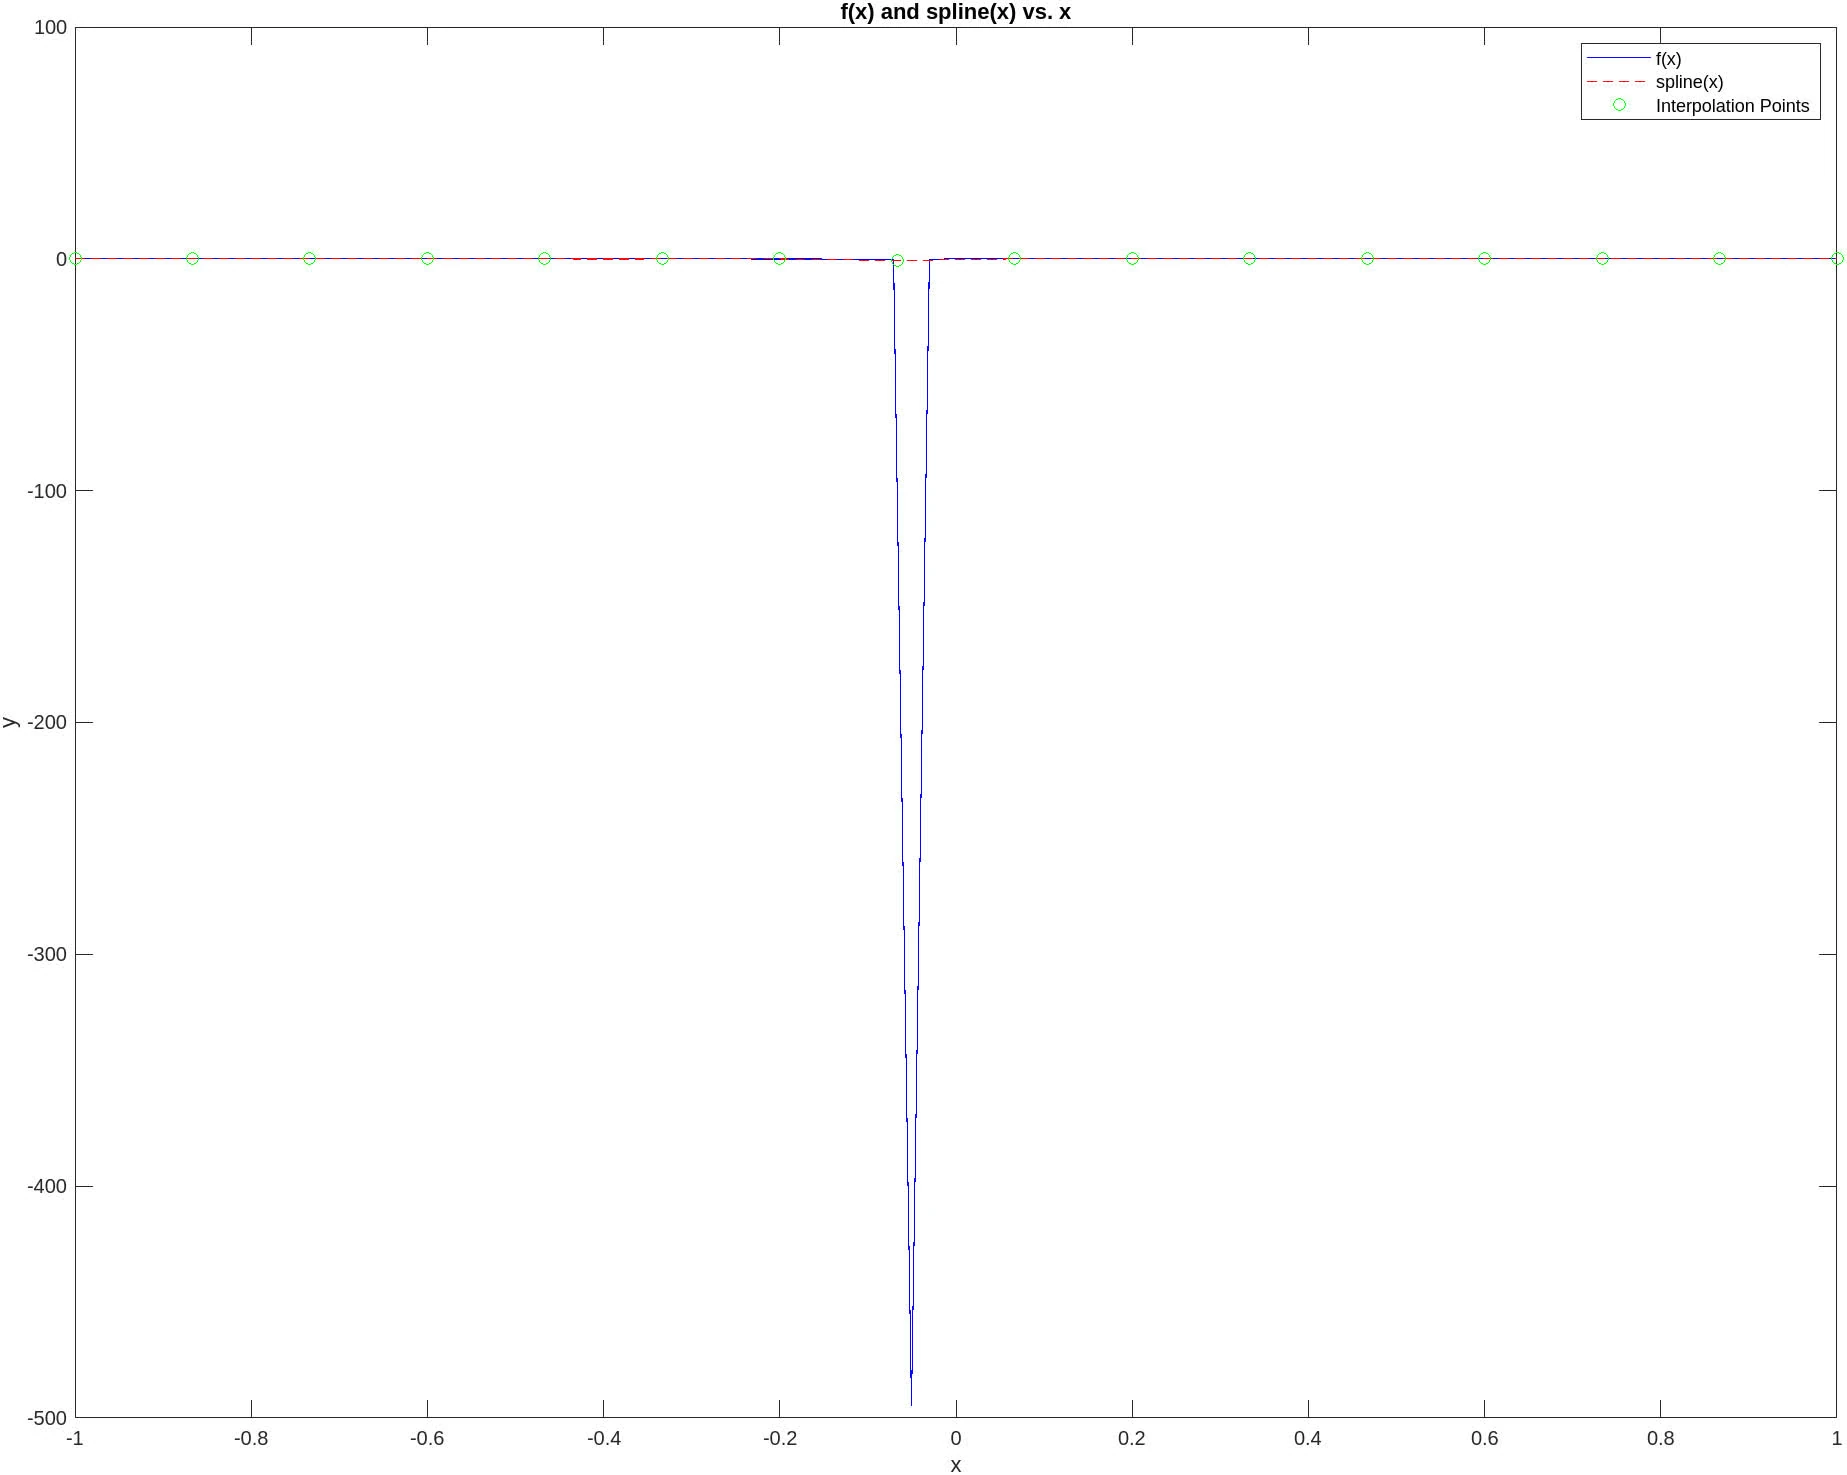 f(x) and spline(x) vs. x
100
f(x)
spline(x)
Interpolation Points
0
-100
-200
y
-300
-400
-500
-1 -0.8 -0.6 -0.4 -0.2 0 0.2 0.4 0.6 0.8 1
x